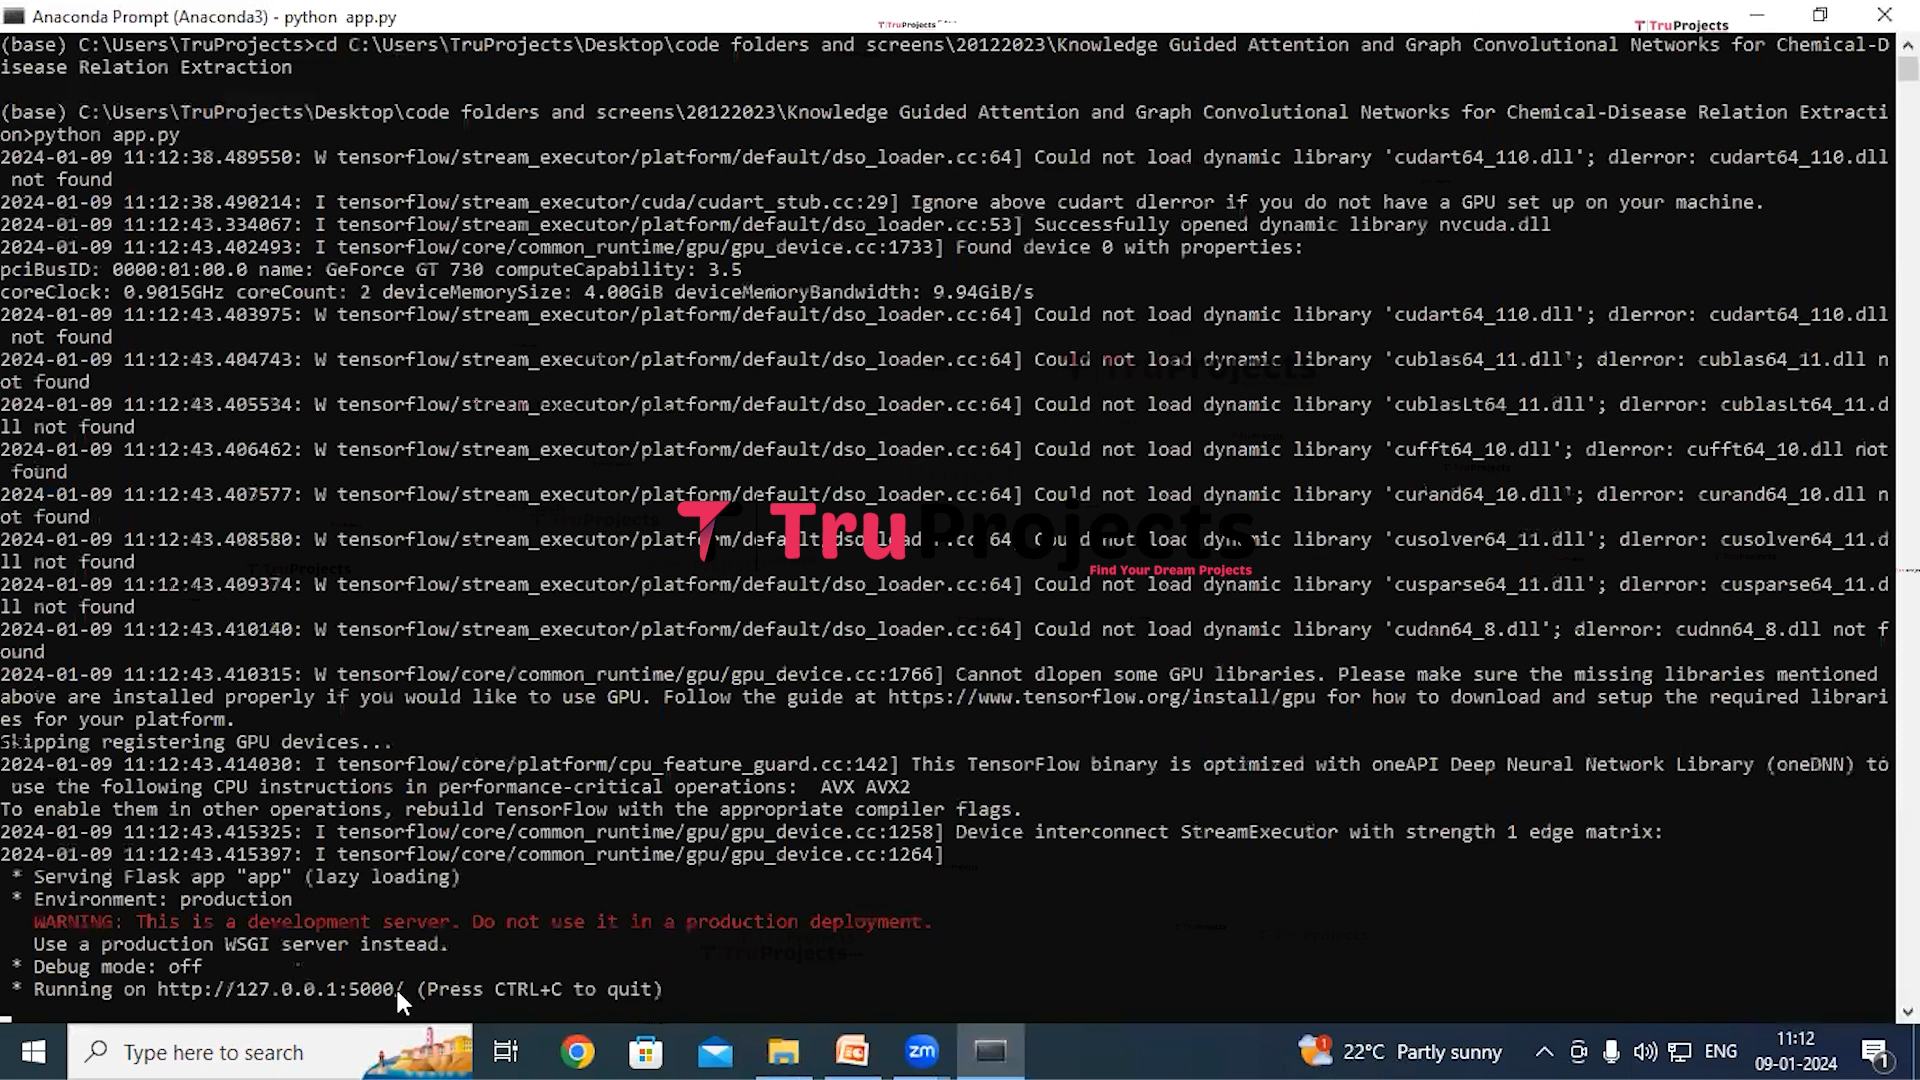 Anaconda Prompt (Anaconda3) - python  app.py
TruProjects
TruProjects
(base) C:\Users\TruProjects>cd C:\Users\TruProjects\Desktop\code folders and screens\20122023\Knowledge Guided Attention and Graph Convolutional Networks for Chemical-D
isease Relation Extraction
(base) C:\Users\TruProjects\Desktop\code folders and screens\20122023\Knowledge Guided Attention and Graph Convolutional Networks for Chemical-Disease Relation Extracti
on>python app.py
2024-01-09 11:12:38.489550: W tensorflow/stream_executor/platform/default/dso_loader.cc:64] Could not load dynamic library 'cudart64_110.dll'; dlerror: cudart64_110.dll
not found
2024-01-09 11:12:38.490214: I tensorflow/stream_executor/cuda/cudart_stub.cc:29] Ignore above cudart dlerror if you do not have a GPU set up on your machine.
2024-01-09 11:12:43.334067: I tensorflow/stream_executor/platform/default/dso_loader.cc:53] Successfully opened dynamic library nvcuda.dll
2024-01-09 11:12:43.402493: I tensorflow/core/common_runtime/gpu/gpu_device.cc:1733] Found device 0 with properties:
pciBusID: 0000:01:00.0 name: GeForce GT 730 computeCapability: 3.5
coreClock: 0.9015GHz coreCount: 2 deviceMemorySize: 4.00GiB deviceMemoryBandwidth: 9.94GiB/s
2024-01-09 11:12:43.403975: W tensorflow/stream_executor/platform/default/dso_loader.cc:64] Could not load dynamic library 'cudart64_110.dll'; dlerror: cudart64_110.dll
not found
2024-01-09 11:12:43.404743: W tensorflow/stream_executor/platform/default/dso_loader.cc:64] Could not load dynamic library 'cublas64_11.dll'; dlerror: cublas64_11.dll n
ot found
2024-01-09 11:12:43.405534: W tensorflow/stream_executor/platform/default/dso_loader.cc:64] Could not load dynamic library 'cublasLt64_11.dll'; dlerror: cublasLt64_11.d
ll not found
2024-01-09 11:12:43.406462: W tensorflow/stream_executor/platform/default/dso_loader.cc:64] Could not load dynamic library 'cufft64_10.dll'; dlerror: cufft64_10.dll not
found
2024-01-09 11:12:43.407577: W tensorflow/stream_executor/platform/default/dso_loader.cc:64] Could not load dynamic library 'curand64_10.dll'; dlerror: curand64_10.dll n
ot found
2024-01-09 11:12:43.408580: W tensorflow/stream_executor/platform/default/dso_loader.cc:64] Could not load dynamic library 'cusolver64_11.dll'; dlerror: cusolver64_11.d
ll not found
TruProjects
Find Your Dream Projects
2024-01-09 11:12:43.409374: W tensorflow/stream_executor/platform/default/dso_loader.cc:64] Could not load dynamic library 'cusparse64_11.dll'; dlerror: cusparse64_11.d
ll not found
2024-01-09 11:12:43.410140: W tensorflow/stream_executor/platform/default/dso_loader.cc:64] Could not load dynamic library 'cudnn64_8.dll'; dlerror: cudnn64_8.dll not f
ound
2024-01-09 11:12:43.410315: W tensorflow/core/common_runtime/gpu/gpu_device.cc:1766] Cannot dlopen some GPU libraries. Please make sure the missing libraries mentioned
above are installed properly if you would like to use GPU. Follow the guide at https://www.tensorflow.org/install/gpu for how to download and setup the required librari
es for your platform.
Skipping registering GPU devices...
2024-01-09 11:12:43.414030: I tensorflow/core/platform/cpu_feature_guard.cc:142] This TensorFlow binary is optimized with oneAPI Deep Neural Network Library (oneDNN) to
use the following CPU instructions in performance-critical operations:  AVX AVX2
To enable them in other operations, rebuild TensorFlow with the appropriate compiler flags.
2024-01-09 11:12:43.415325: I tensorflow/core/common_runtime/gpu/gpu_device.cc:1258] Device interconnect StreamExecutor with strength 1 edge matrix:
2024-01-09 11:12:43.415397: I tensorflow/core/common_runtime/gpu/gpu_device.cc:1264]
* Serving Flask app "app" (lazy loading)
* Environment: production
WARNING: This is a development server. Do not use it in a production deployment.
Use a production WSGI server instead.
* Debug mode: off
* Running on http://127.0.0.1:5000/ (Press CTRL+C to quit)
Type here to search
zm
1
22°C Partly sunny
ENG
11:12
09-01-2024
1